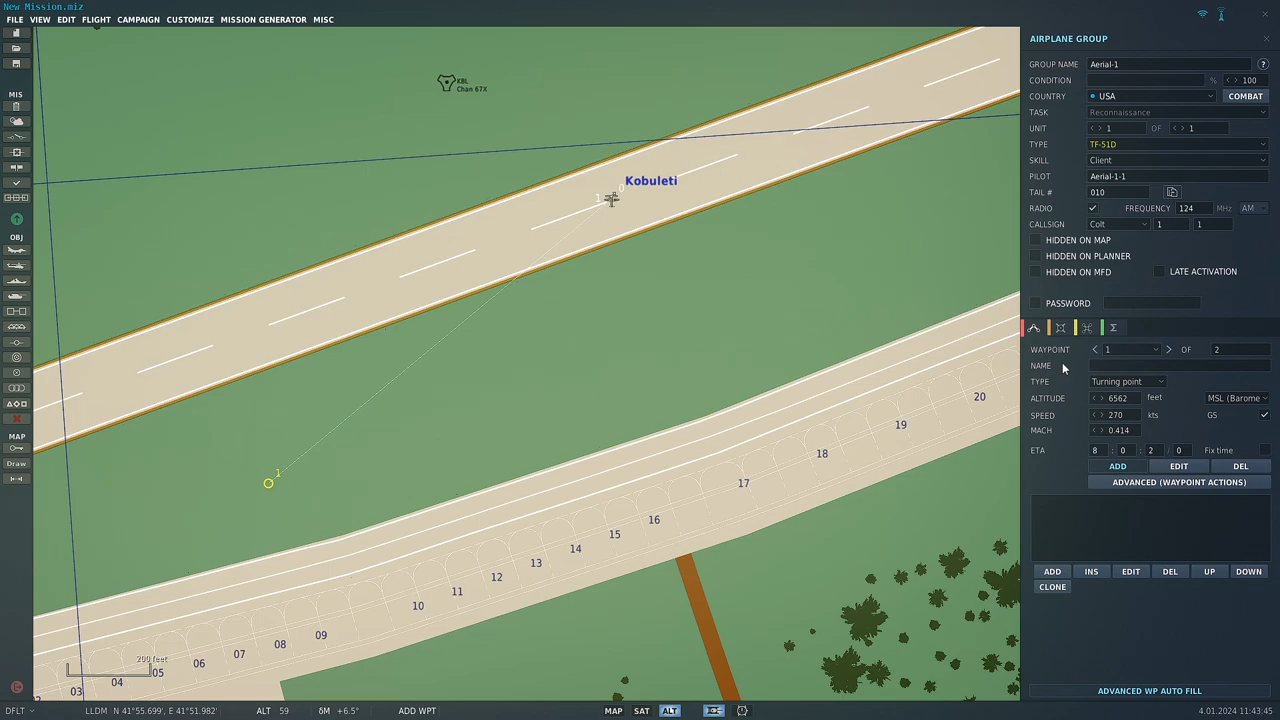 New Mission.miz
FILE VIEW EDIT FLIGHT CAMPAIGN CUSTOMIZE MISSION GENERATOR MISC
MIS
OBJ
MAP
Draw
KBL
Chan 67X
Kobuleti
0
1
1
20
19
18
17
16
15
14
13
12
11
10
09
08
07
06
05
04
03
200 feet
AIRPLANE GROUP
GROUP NAME Aerial-1 ?
CONDITION % < > 100
COUNTRY USA COMBAT
TASK Reconnaissance
UNIT < > 1 OF < > 1
TYPE TF-51D
SKILL Client
PILOT Aerial-1-1
TAIL # 010
RADIO FREQUENCY 124 MHz AM
CALLSIGN Colt 1 1
HIDDEN ON MAP
HIDDEN ON PLANNER
HIDDEN ON MFD LATE ACTIVATION
PASSWORD
Σ
WAYPOINT < 1 > OF 2
NAME
TYPE Turning point
ALTITUDE < > 6562 feet MSL (Barome
SPEED < > 270 kts GS
MACH < > 0.414
ETA 8 : 0 : 2 / 0 Fix time
ADD EDIT DEL
ADVANCED (WAYPOINT ACTIONS)
ADD INS EDIT DEL UP DOWN
CLONE
ADVANCED WP AUTO FILL
DFLT LLDM N 41°55.699', E 41°51.982' ALT 59 δM +6.5° ADD WPT MAP SAT ALT 4.01.2024 11:43:45